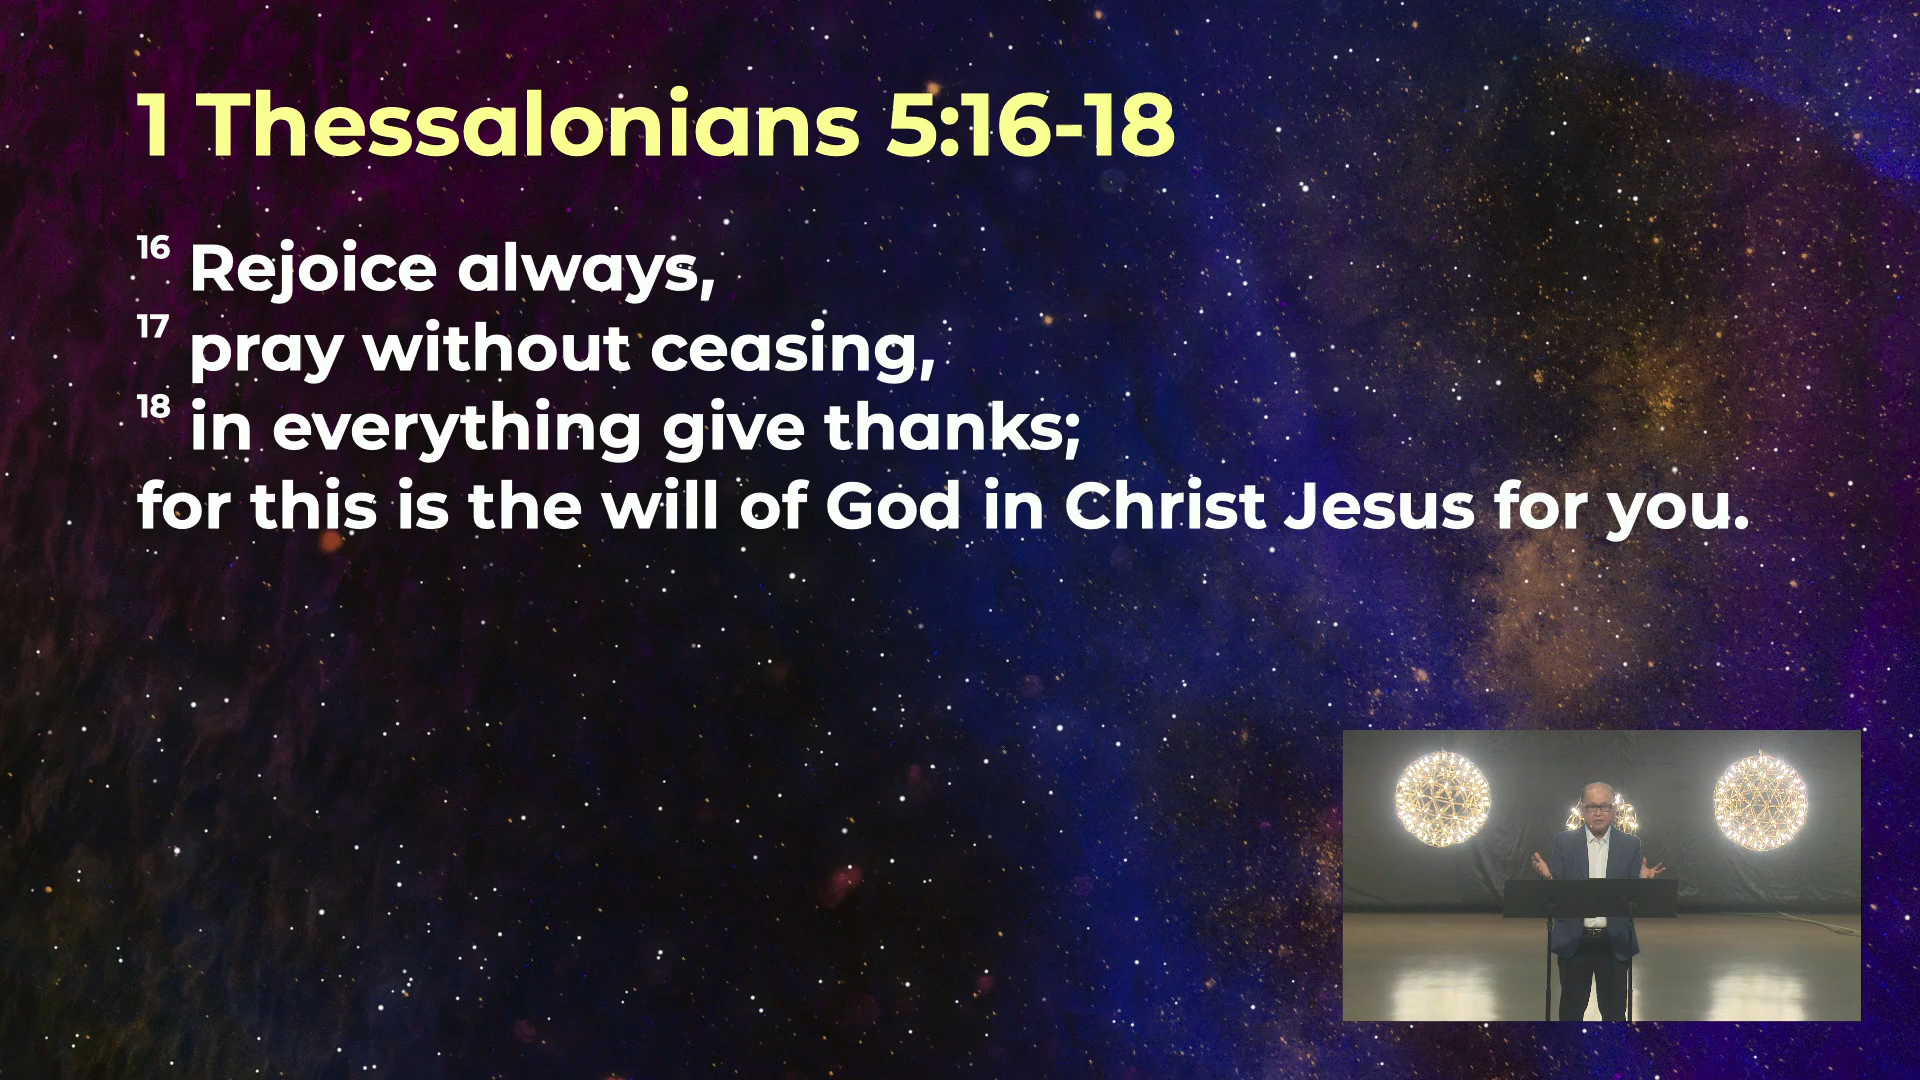 1 Thessalonians 5:16-18
16 Rejoice always,
17 pray without ceasing,
18 in everything give thanks;
for this is the will of God in Christ Jesus for you.